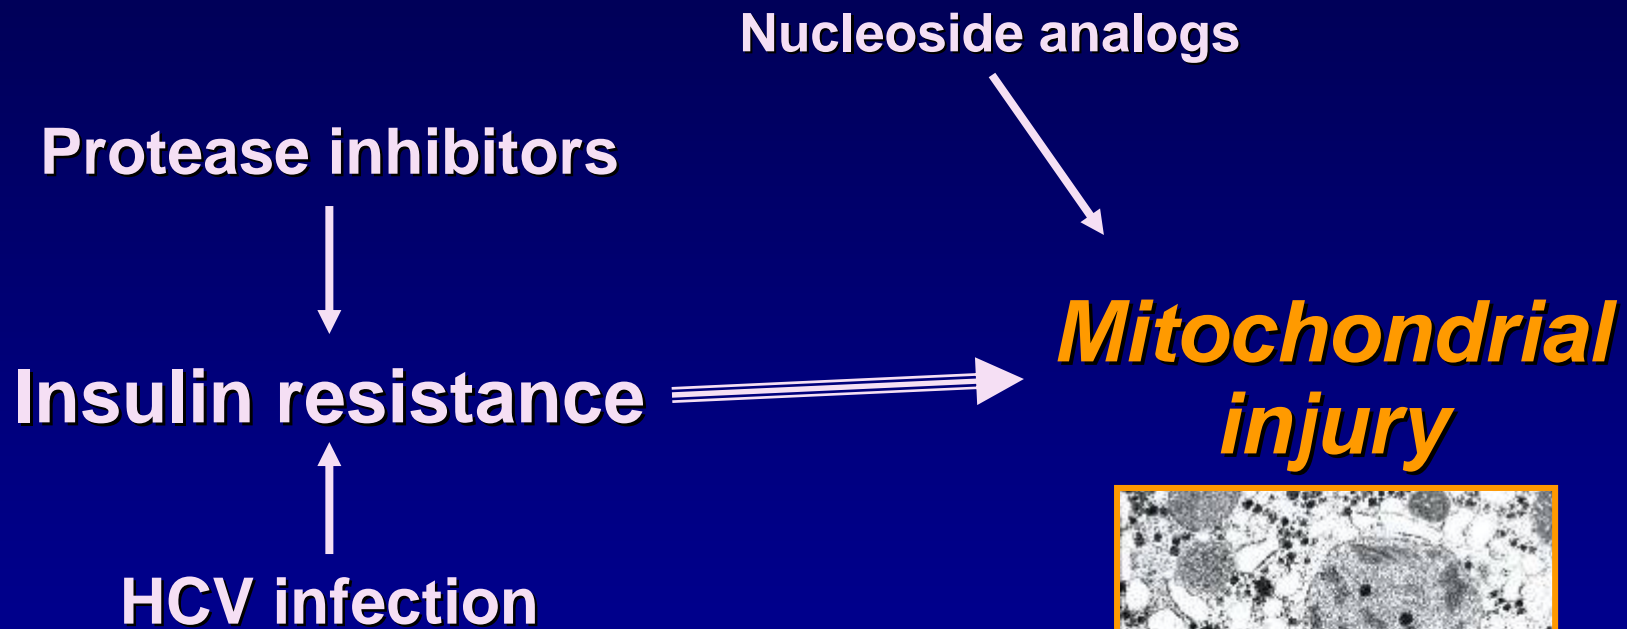 Nucleoside analogs
Protease inhibitors
Insulin resistance
Mitochondrial
injury
HCV infection